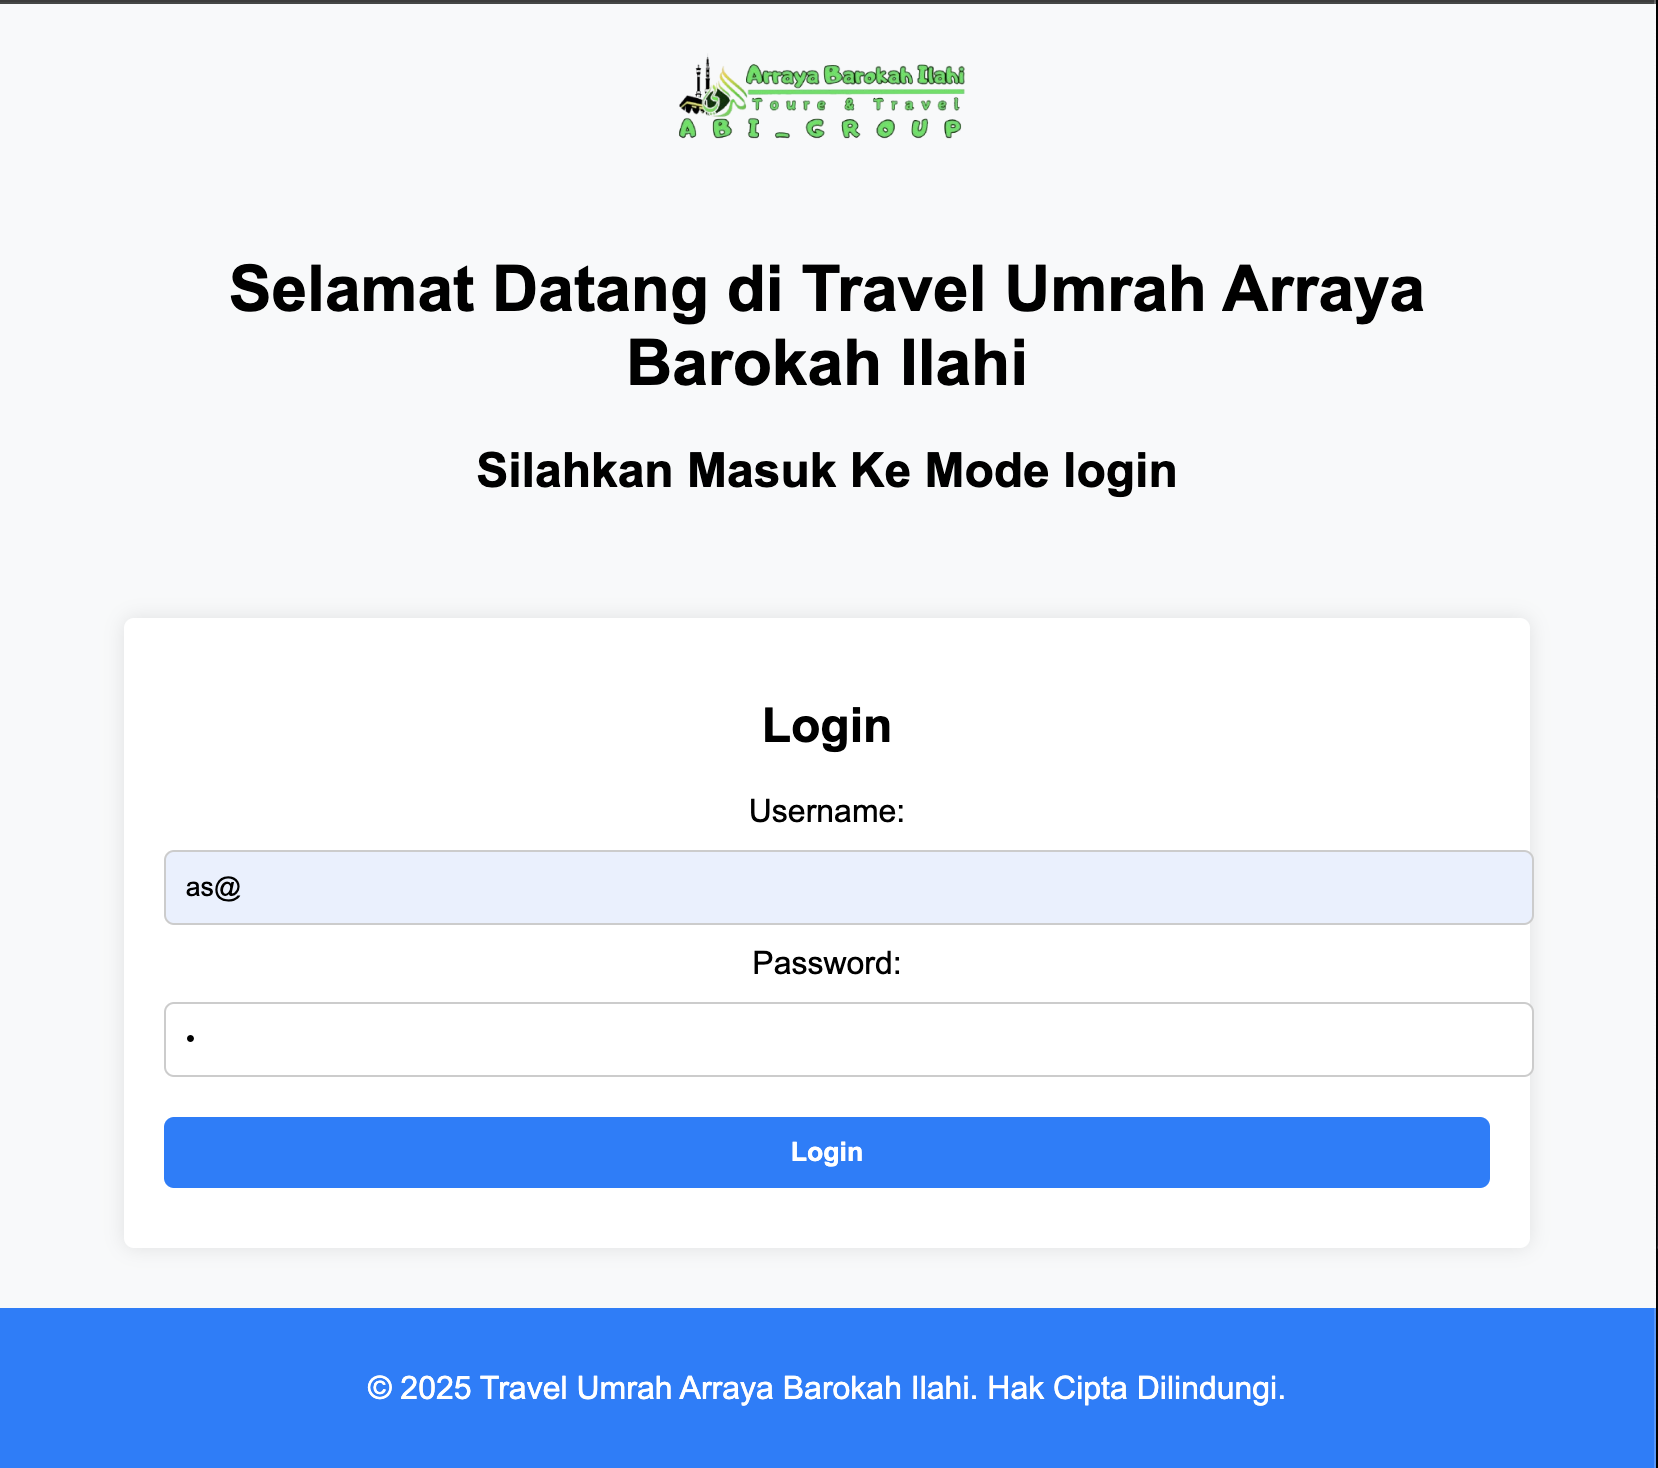 Arraya Barokah Ilahi
Toure & Travel
ABI_GROUP
Selamat Datang di Travel Umrah Arraya
Barokah Ilahi
Silahkan Masuk Ke Mode login
Login
Username:
as@
Password:
•
Login
© 2025 Travel Umrah Arraya Barokah Ilahi. Hak Cipta Dilindungi.